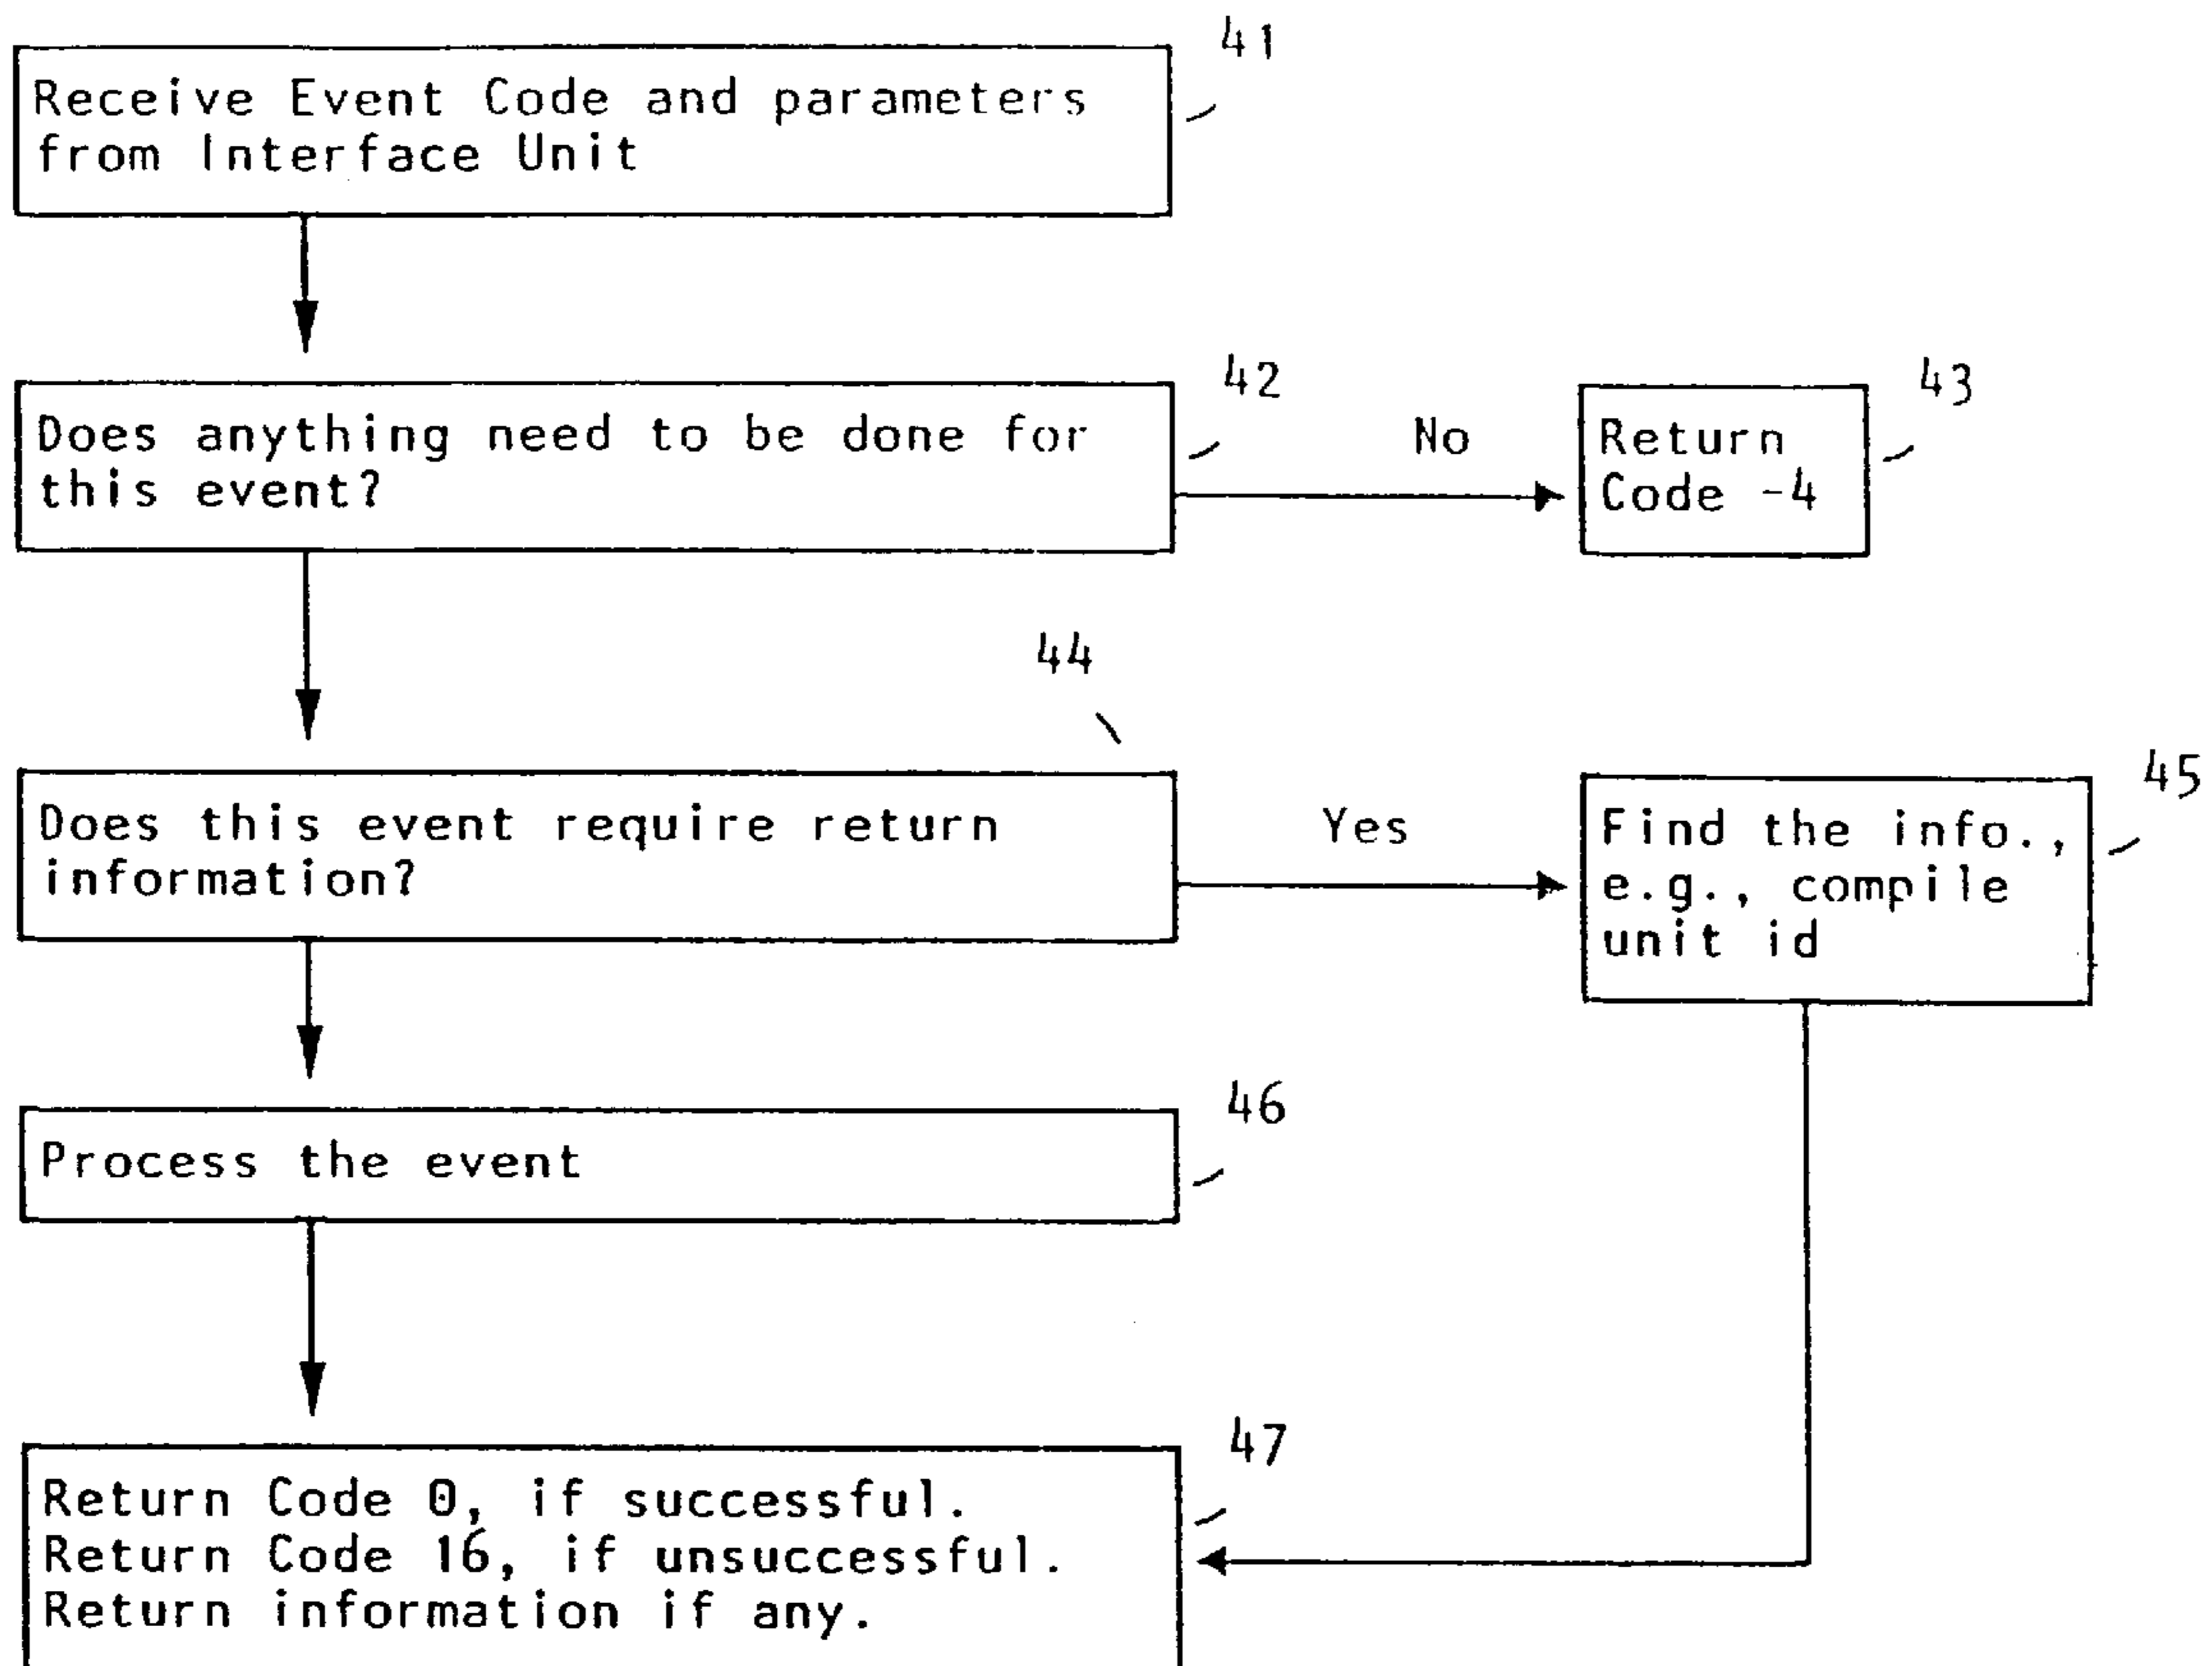 41
Receive Event Code and parameters
from Interface Unit
42
Does anything need to be done for
this event?
No
43
Return
Code -4
44
Does this event require return
information?
Yes
45
Find the info.,
e.g., compile
unit id
46
Process the event
47
Return Code 0, if successful.
Return Code 16, if unsuccessful.
Return information if any.